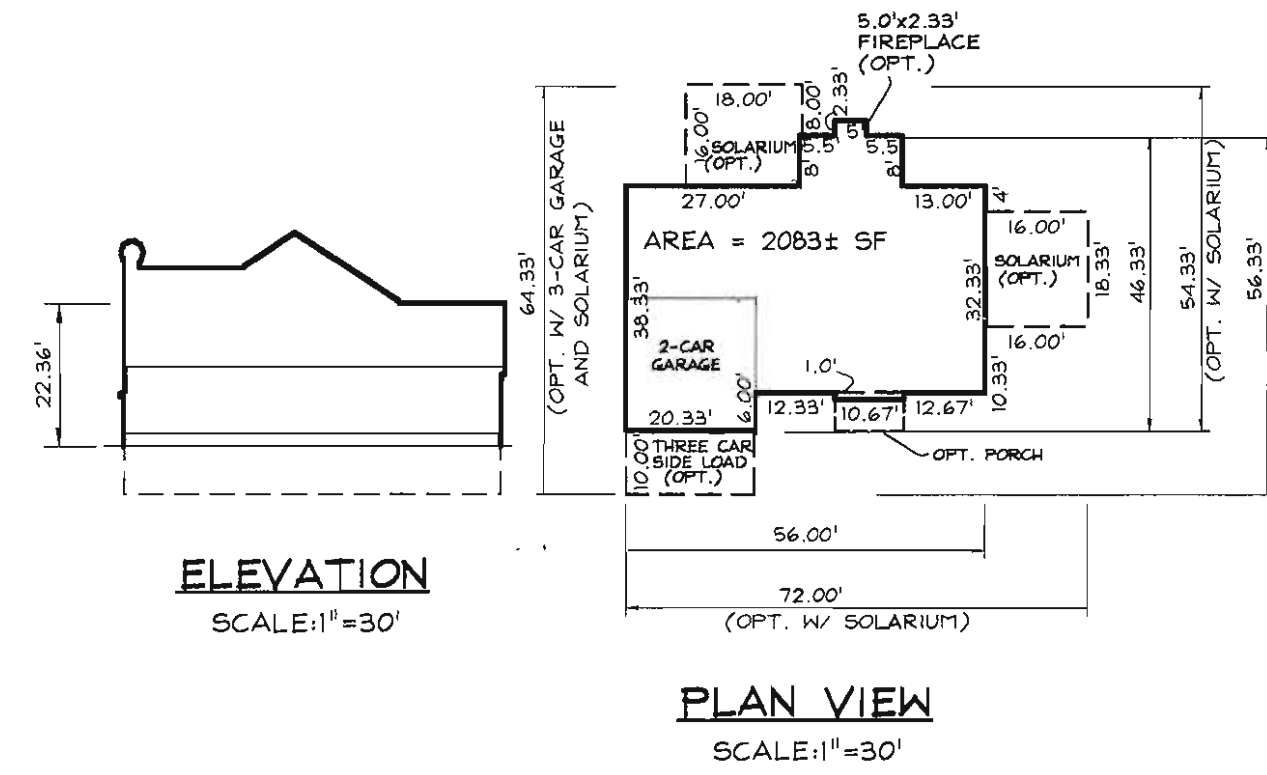 5.0'x2.33'
FIREPLACE
(OPT.)
18.00'
8.00'
2.33'
16.00'
SOLARIUM
(OPT.)
5.5'
5'
5.5'
8'
8'
27.00'
13.00'
4'
AREA = 2083± SF
16.00'
SOLARIUM
(OPT.)
18.33'
16.00'
32.33'
38.33'
2-CAR
GARAGE
1.0'
6.00'
20.33'
12.33'
10.67'
12.67'
10.33'
10.00'
THREE CAR
SIDE LOAD
(OPT.)
OPT. PORCH
64.33'
(OPT. W/ 3-CAR GARAGE
AND SOLARIUM)
46.33'
54.33'
(OPT. W/ SOLARIUM)
56.33'
22.36'
56.00'
72.00'
(OPT. W/ SOLARIUM)
ELEVATION
SCALE:1"=30'
PLAN VIEW
SCALE:1"=30'